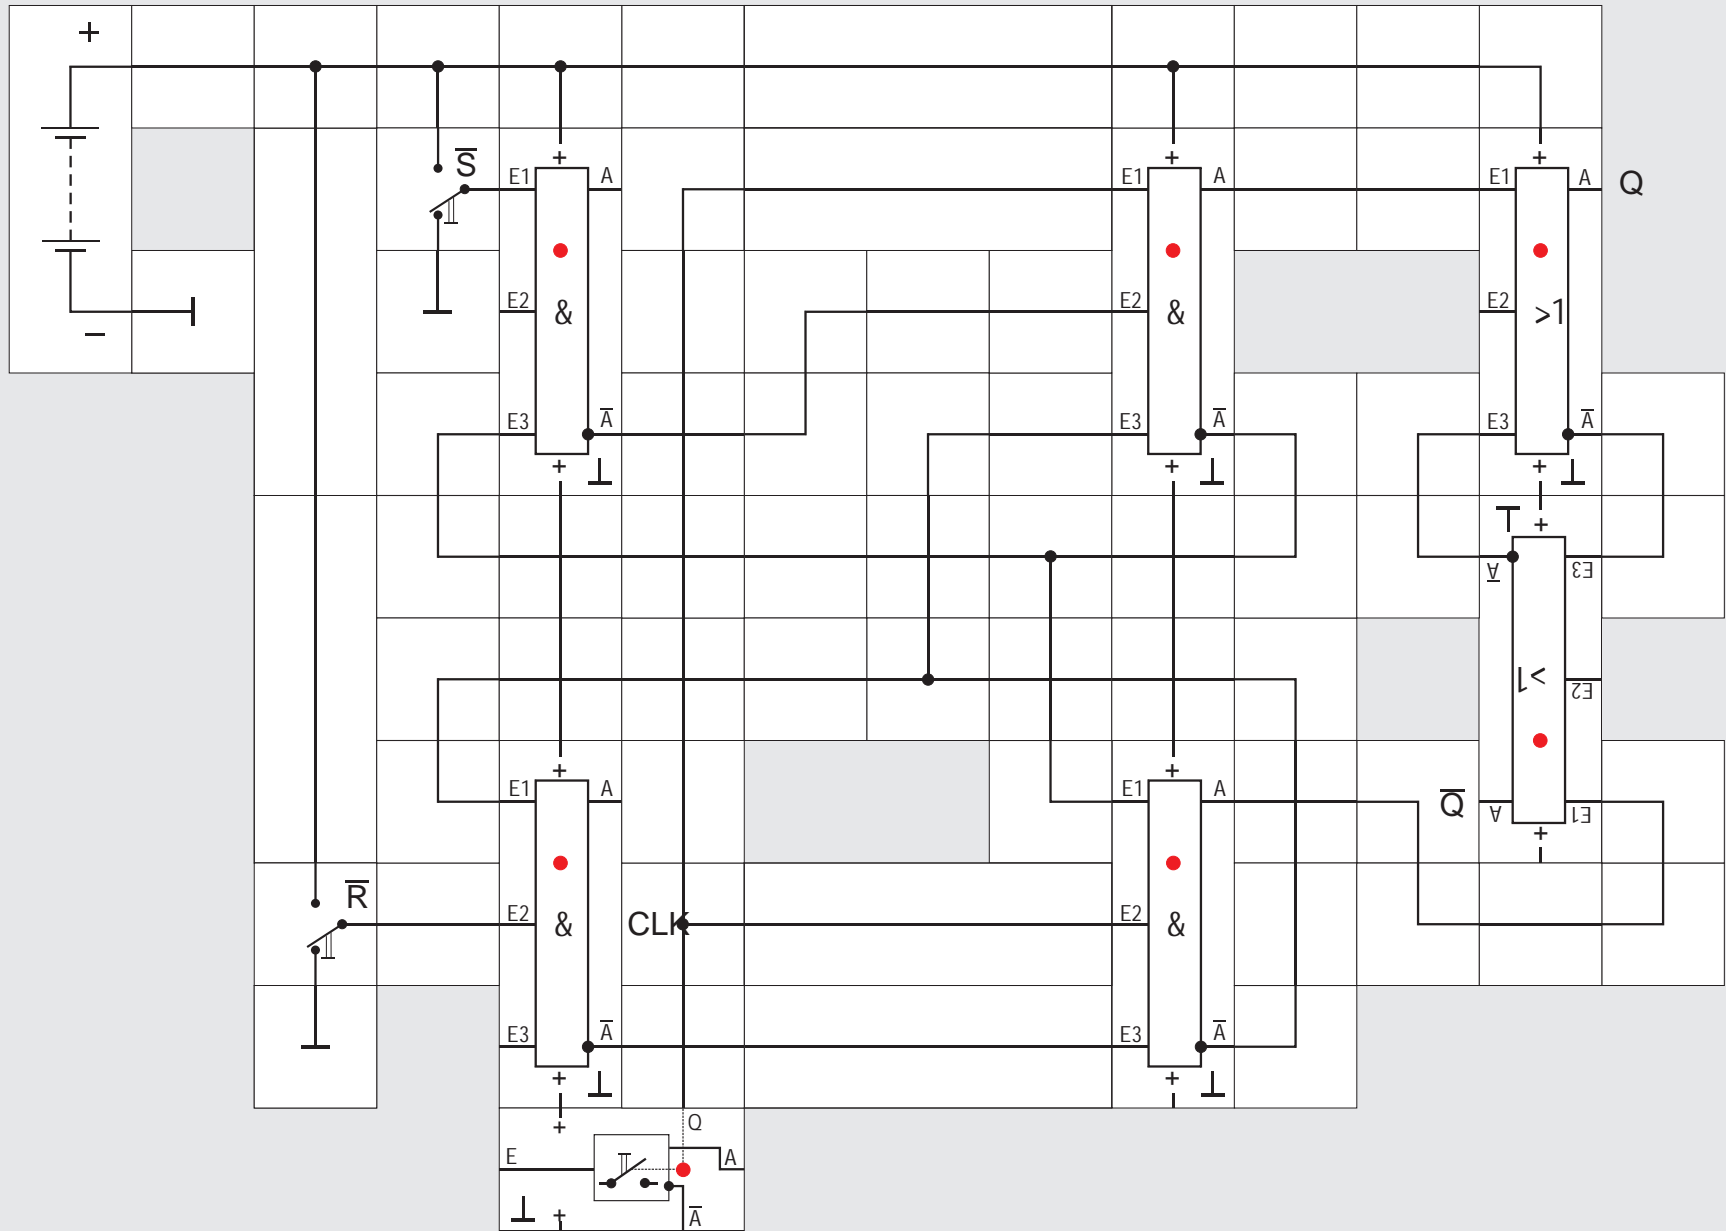 +
+ + +
S̅
E1 A E1 A E1 A Q
E2 & E2 & E2 >1
−
E3 A̅ E3 A̅ E3 A̅
+ + +
+
A̅ E3
>1 E2
+ +
E1 A E1 A Q̅ A E1
+
R̅
E2 & CLK E2 &
E3 A̅ E3 A̅
+ +
+ Q
E A
+ A̅